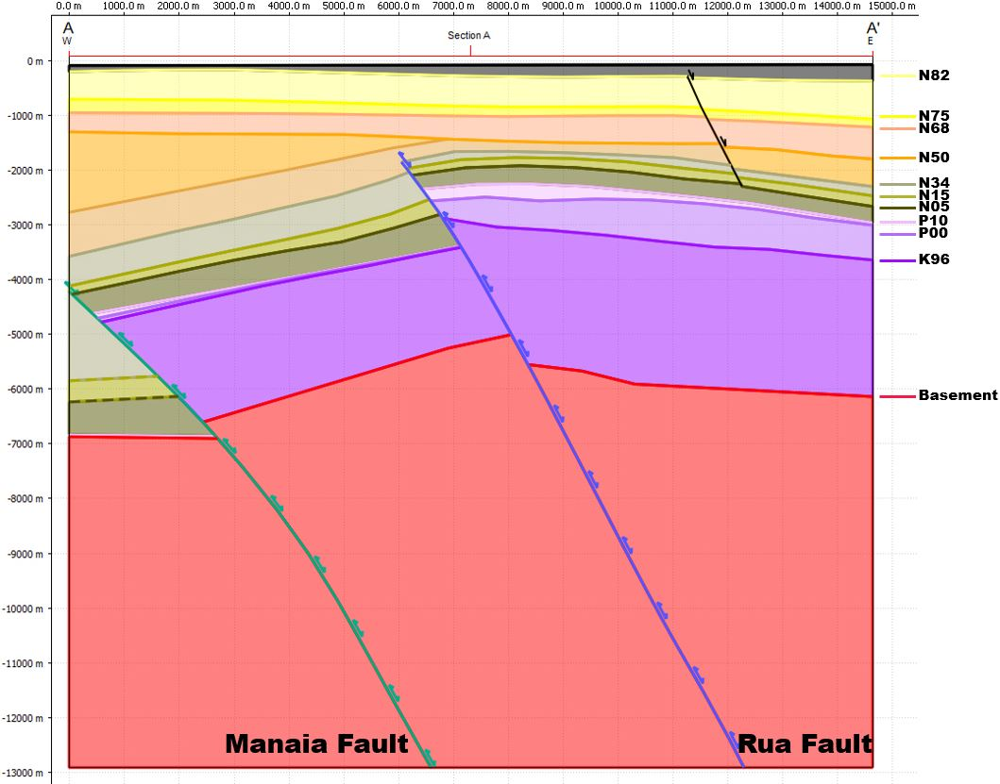 0.0 m 1000.0 m 2000.0 m 3000.0 m 4000.0 m 5000.0 m 6000.0 m 7000.0 m 8000.0 m 9000.0 m 10000.0 m 11000.0 m 12000.0 m 13000.0 m 14000.0 m 15000.0 m
A Section A A'
W E
0 m
N82
-1000 m N75
N68
N50
-2000 m
N34
N15
N05
P10
-3000 m
P00
K96
-4000 m
-5000 m
-6000 m
Basement
-7000 m
-8000 m
-9000 m
-10000 m
-11000 m
-12000 m
Manaia Fault Rua Fault
-13000 m